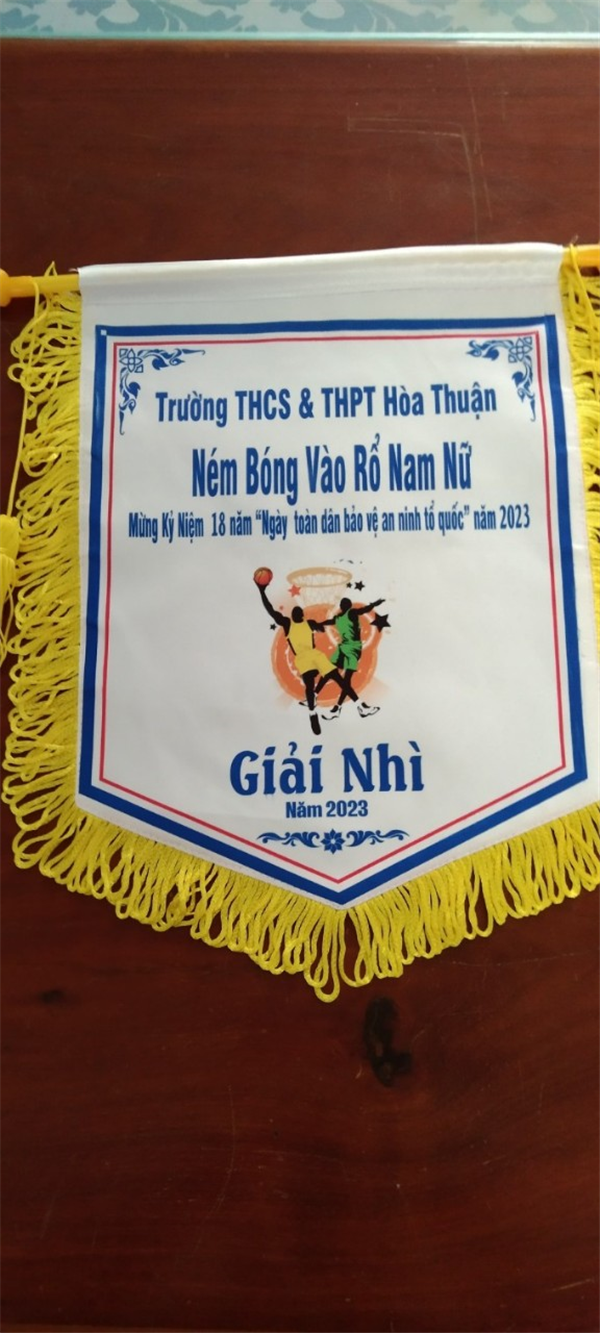 Trường THCS & THPT Hòa Thuận
Ném Bóng Vào Rổ Nam Nữ
Mừng Kỷ Niệm 18 năm “Ngày toàn dân bảo vệ an ninh tổ quốc” năm 2023
Giải Nhì
Năm 2023